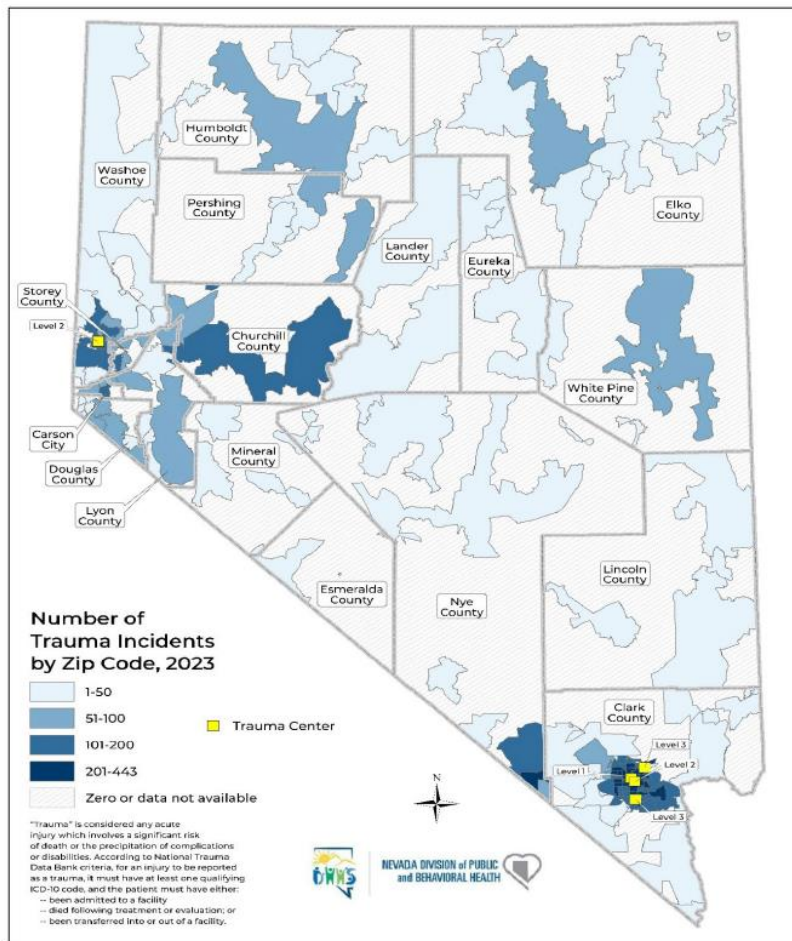 Humboldt
County
Washoe
County
Pershing
County
Elko
County
Lander
County
Eureka
County
Storey
County
Level 2
Churchill
County
White Pine
County
Carson
City
Mineral
County
Douglas
County
Lyon
County
Lincoln
County
Esmeralda
County
Nye
County
Number of
Trauma Incidents
by Zip Code, 2023
1-50
51-100
101-200
201-443
Zero or data not available
Trauma Center
Clark
County
Level 3
Level 2
Level 1
Level 3
N
"Trauma" is considered any acute
injury which involves a significant risk
of death or the precipitation of complications
or disabilities. According to National Trauma
Data Bank criteria, for an injury to be reported
as a trauma, it must have at least one qualifying
ICD-10 code, and the patient must have either:
-- been admitted to a facility
-- died following treatment or evaluation; or
-- been transferred into or out of a facility.
NEVADA DIVISION of PUBLIC
and BEHAVIORAL HEALTH